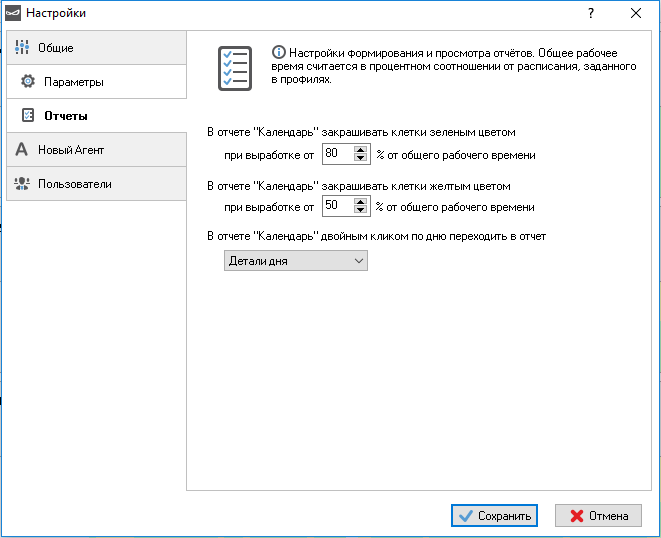 Настройки
?
Общие
Параметры
Отчеты
Новый Агент
Пользователи
Настройки формирования и просмотра отчётов. Общее рабочее
время считается в процентном соотношении от расписания, заданного
в профилях.
В отчете "Календарь" закрашивать клетки зеленым цветом
при выработке от 80 % от общего рабочего времени
В отчете "Календарь" закрашивать клетки желтым цветом
при выработке от 50 % от общего рабочего времени
В отчете "Календарь" двойным кликом по дню переходить в отчет
Детали дня
Сохранить
Отмена